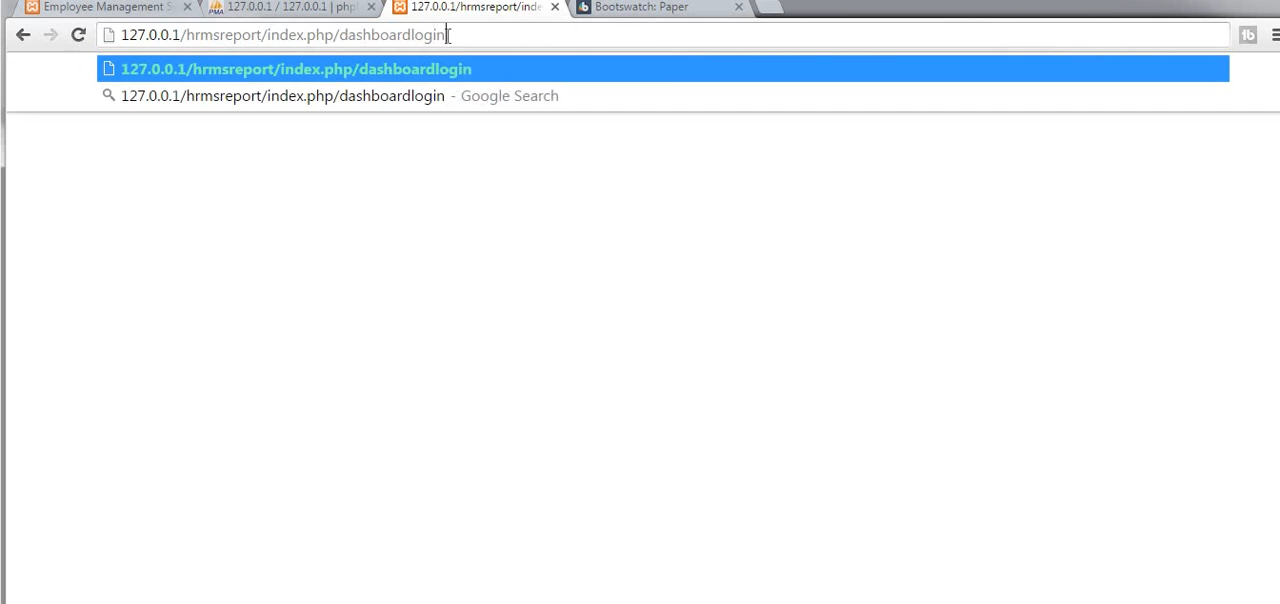 Employee Management S
127.0.0.1 / 127.0.0.1 | php
127.0.0.1/hrmsreport/inde
Bootswatch: Paper
127.0.0.1/hrmsreport/index.php/dashboardlogin
127.0.0.1/hrmsreport/index.php/dashboardlogin
127.0.0.1/hrmsreport/index.php/dashboardlogin - Google Search
PMA
tb